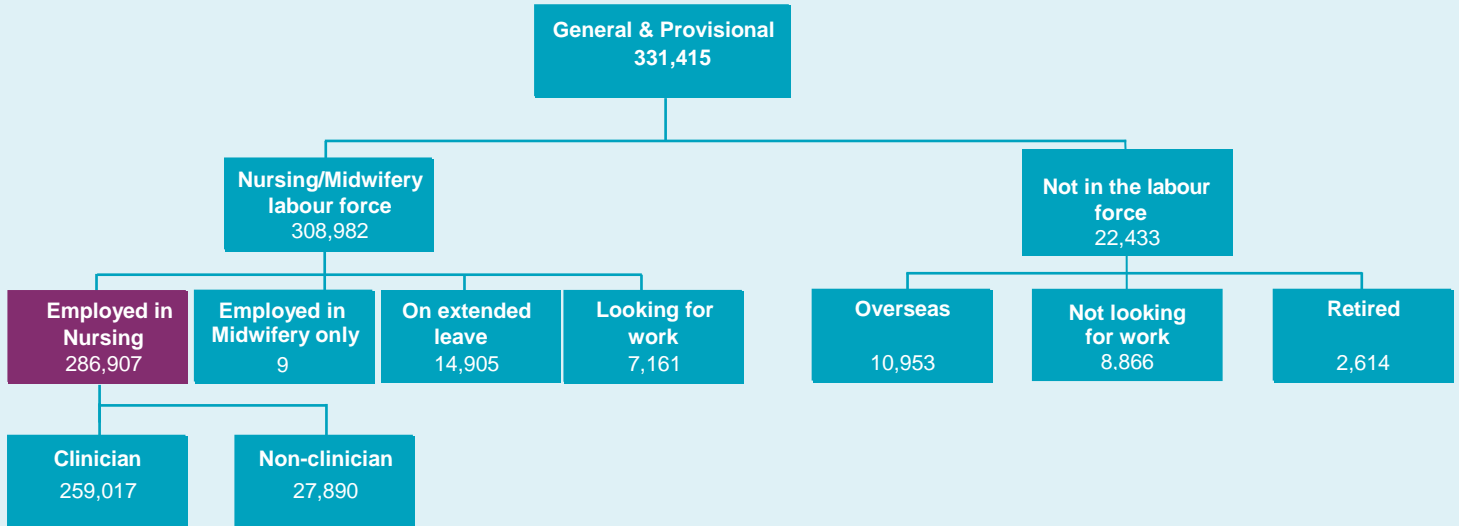 General & Provisional
331,415
Nursing/Midwifery
labour force
308,982
Not in the labour
force
22,433
Employed in
Nursing
286,907
Employed in
Midwifery only
9
On extended
leave
14,905
Looking for
work
7,161
Overseas
10,953
Not looking
for work
8.866
Retired
2,614
Clinician
259,017
Non-clinician
27,890